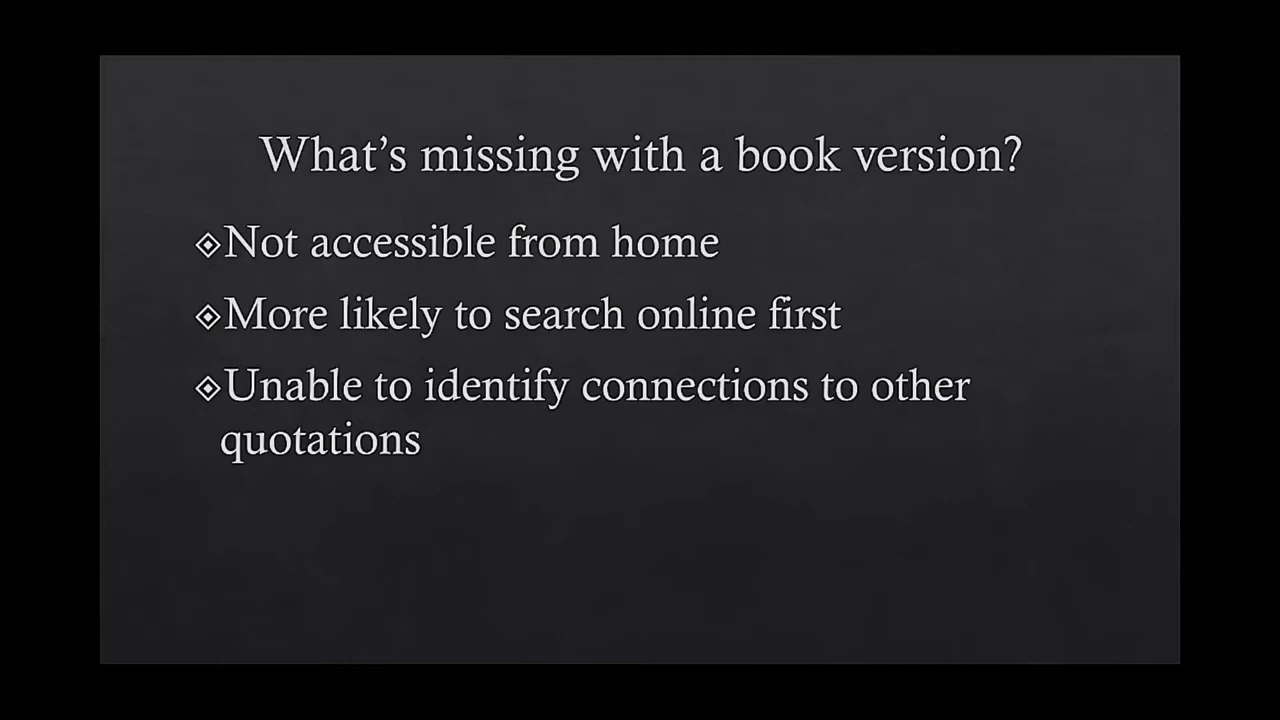 What's missing with a book version?
Not accessible from home
More likely to search online first
Unable to identify connections to other
quotations